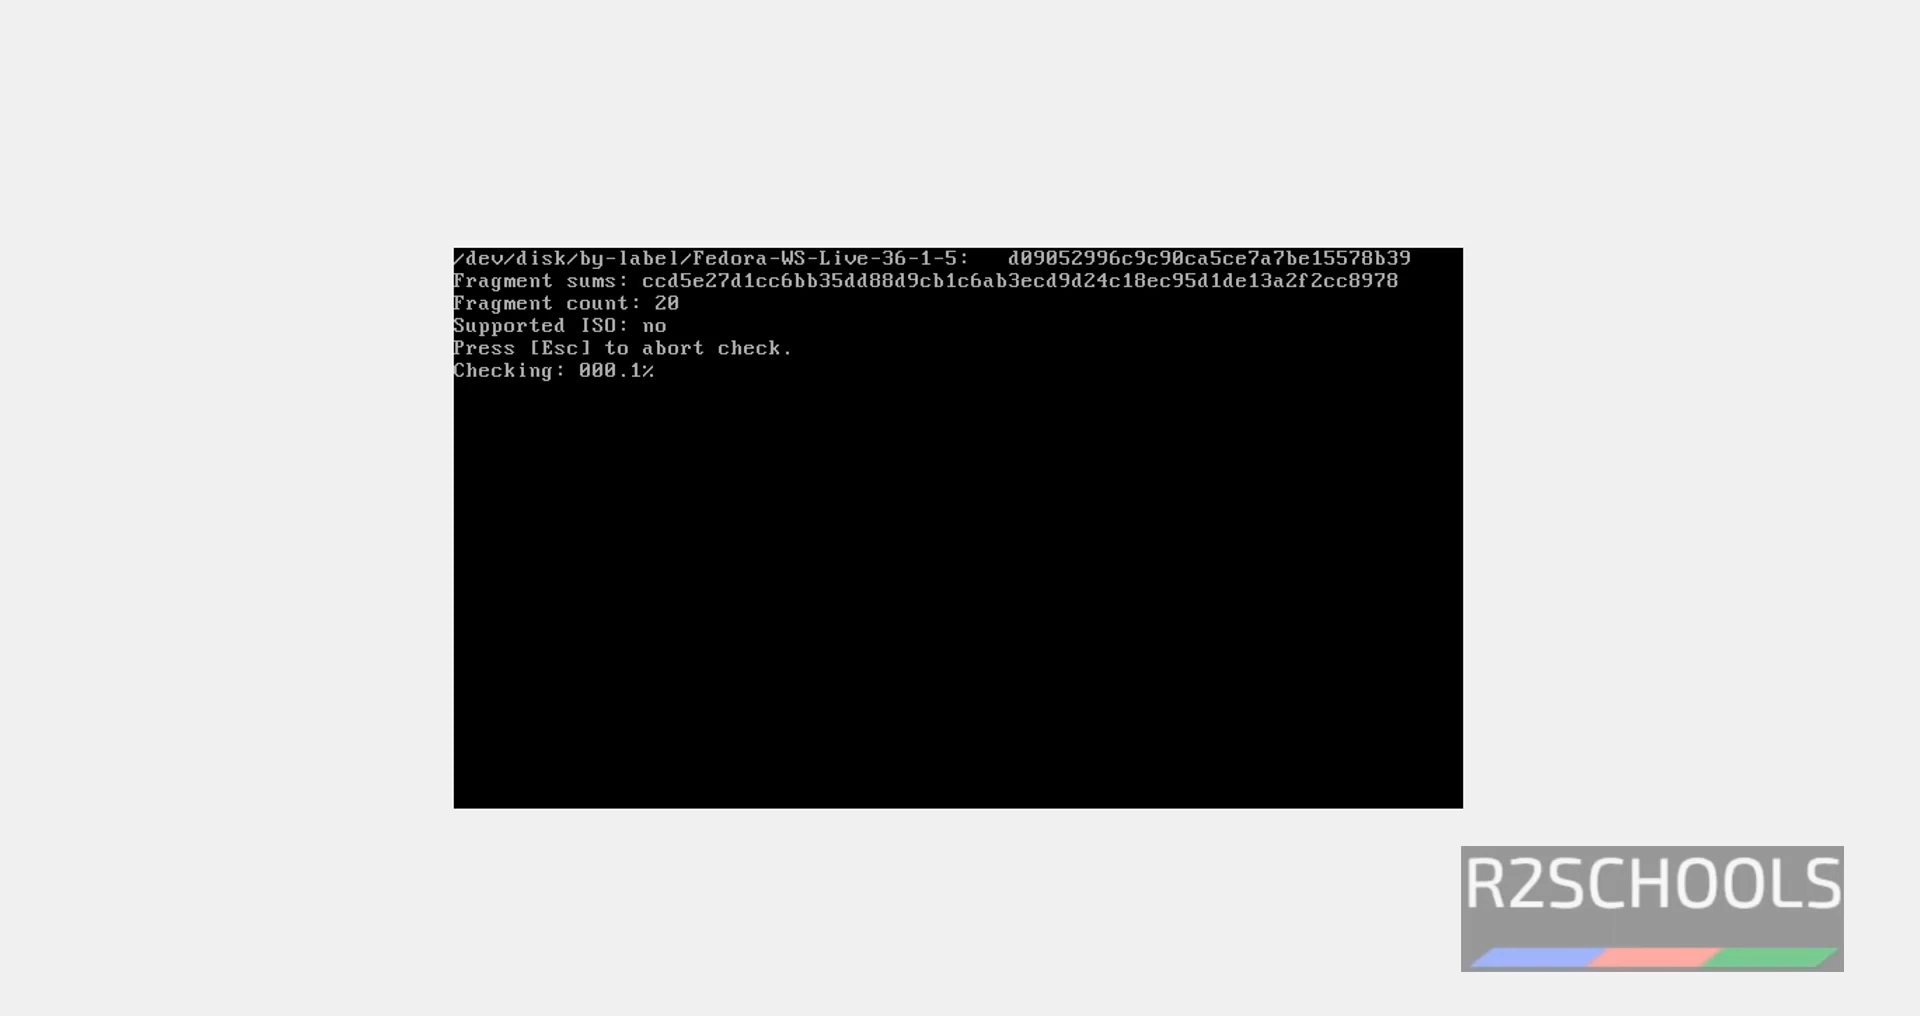 /dev/disk/by-label/Fedora-WS-Live-36-1-5:   d09052996c9c90ca5ce7a7be15578b39
Fragment sums: ccd5e27d1cc6bb35dd88d9cb1c6ab3ecd9d24c18ec95d1de13a2f2cc8978
Fragment count: 20
Supported ISO: no
Press [Esc] to abort check.
Checking: 000.1%
R2SCHOOLS